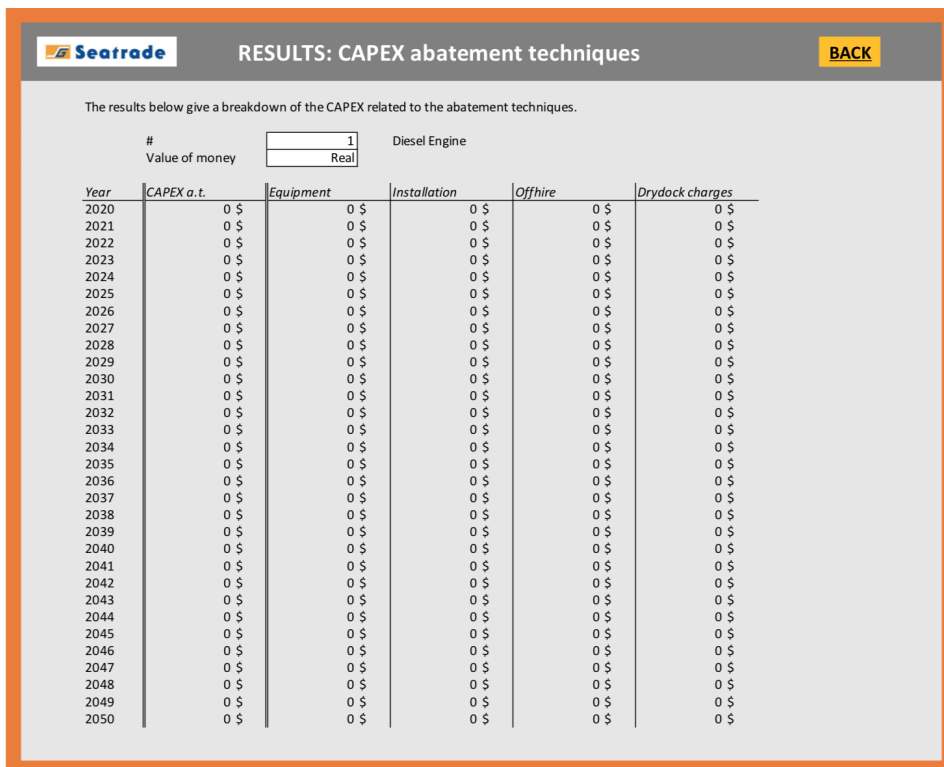 Seatrade RESULTS: CAPEX abatement techniques BACK
The results below give a breakdown of the CAPEX related to the abatement techniques.
# 1 Diesel Engine
Value of money Real
Year CAPEX a.t. Equipment Installation Offhire Drydock charges
2020 0 $ 0 $ 0 $ 0 $ 0 $
2021 0 $ 0 $ 0 $ 0 $ 0 $
2022 0 $ 0 $ 0 $ 0 $ 0 $
2023 0 $ 0 $ 0 $ 0 $ 0 $
2024 0 $ 0 $ 0 $ 0 $ 0 $
2025 0 $ 0 $ 0 $ 0 $ 0 $
2026 0 $ 0 $ 0 $ 0 $ 0 $
2027 0 $ 0 $ 0 $ 0 $ 0 $
2028 0 $ 0 $ 0 $ 0 $ 0 $
2029 0 $ 0 $ 0 $ 0 $ 0 $
2030 0 $ 0 $ 0 $ 0 $ 0 $
2031 0 $ 0 $ 0 $ 0 $ 0 $
2032 0 $ 0 $ 0 $ 0 $ 0 $
2033 0 $ 0 $ 0 $ 0 $ 0 $
2034 0 $ 0 $ 0 $ 0 $ 0 $
2035 0 $ 0 $ 0 $ 0 $ 0 $
2036 0 $ 0 $ 0 $ 0 $ 0 $
2037 0 $ 0 $ 0 $ 0 $ 0 $
2038 0 $ 0 $ 0 $ 0 $ 0 $
2039 0 $ 0 $ 0 $ 0 $ 0 $
2040 0 $ 0 $ 0 $ 0 $ 0 $
2041 0 $ 0 $ 0 $ 0 $ 0 $
2042 0 $ 0 $ 0 $ 0 $ 0 $
2043 0 $ 0 $ 0 $ 0 $ 0 $
2044 0 $ 0 $ 0 $ 0 $ 0 $
2045 0 $ 0 $ 0 $ 0 $ 0 $
2046 0 $ 0 $ 0 $ 0 $ 0 $
2047 0 $ 0 $ 0 $ 0 $ 0 $
2048 0 $ 0 $ 0 $ 0 $ 0 $
2049 0 $ 0 $ 0 $ 0 $ 0 $
2050 0 $ 0 $ 0 $ 0 $ 0 $